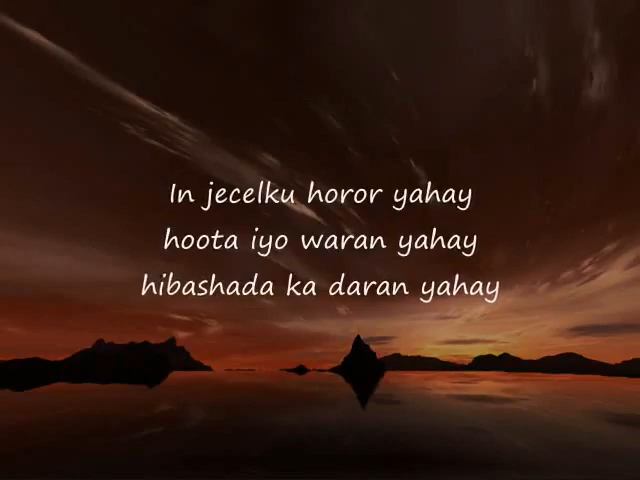 In jecelku horor yahay
hoota iyo waran yahay
hibashada ka daran yahay